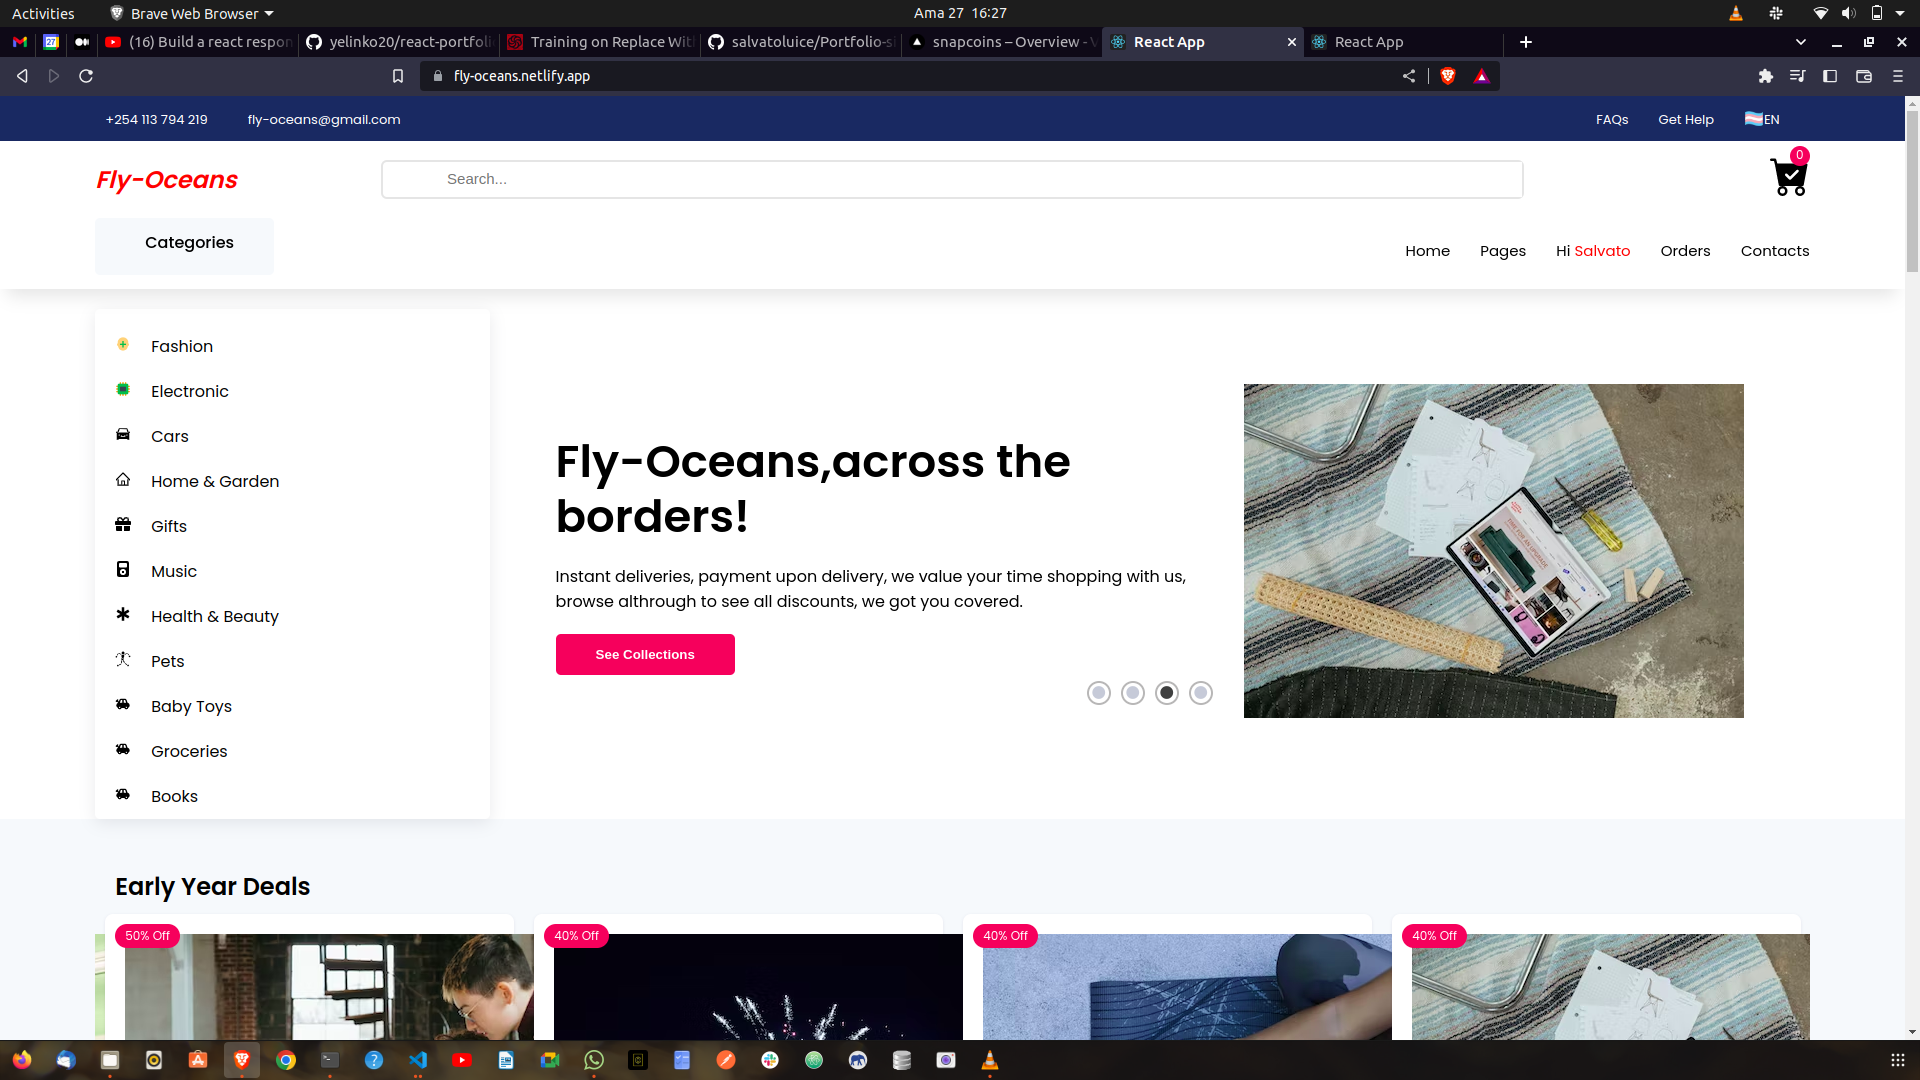 Activities
Brave Web Browser
Ama 27 16:27
27
(16) Build a react respon
yelinko20/react-portfoli
Training on Replace Wit
salvatoluice/Portfolio-si
snapcoins – Overview - V
React App
React App
fly-oceans.netlify.app
+254 113 794 219
fly-oceans@gmail.com
FAQs
Get Help
EN
Fly-Oceans
Search...
0
Categories
Home
Pages
Hi Salvato
Orders
Contacts
Fashion
Electronic
Cars
Home & Garden
Gifts
Music
Health & Beauty
Pets
Baby Toys
Groceries
Books
Fly-Oceans,across the
borders!
Instant deliveries, payment upon delivery, we value your time shopping with us,
browse althrough to see all discounts, we got you covered.
See Collections
Early Year Deals
50% Off
40% Off
40% Off
40% Off